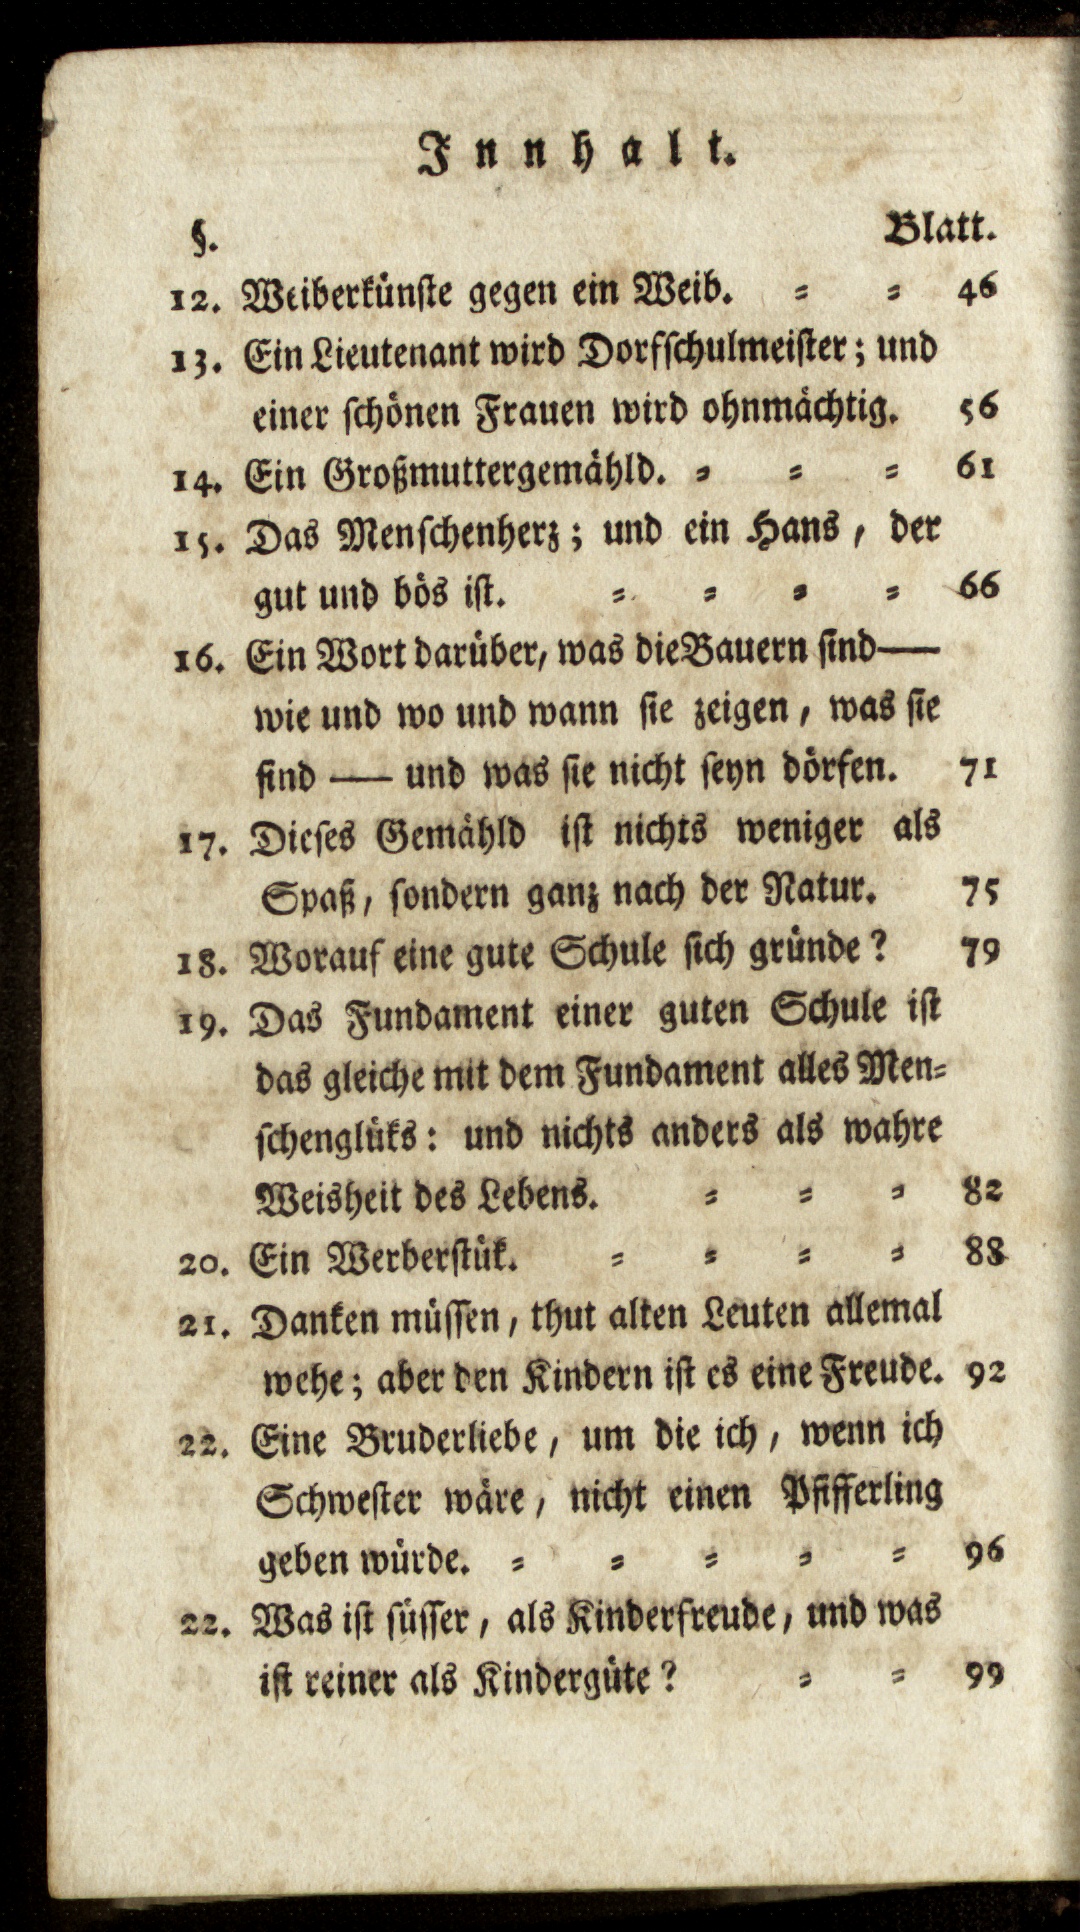 Innhalt.
§. Blatt.
12. Weiberkünste gegen ein Weib. = = 46
13. Ein Lieutenant wird Dorfschulmeister; und
einer schönen Frauen wird ohnmächtig. 56
14. Ein Großmuttergemähld. = = = 61
15. Das Menschenherz; und ein Hans, der
gut und bös ist. = = = = 66
16. Ein Wort darüber, was die Bauern sind—
wie und wo und wann sie zeigen, was sie
sind — und was sie nicht seyn dörfen. 71
17. Dieses Gemähld ist nichts weniger als
Spaß, sondern ganz nach der Natur. 75
18. Worauf eine gute Schule sich gründe? 79
19. Das Fundament einer guten Schule ist
das gleiche mit dem Fundament alles Men=
schenglüks: und nichts anders als wahre
Weisheit des Lebens. = = = 82
20. Ein Werberstük. = = = = 88
21. Danken müssen, thut alten Leuten allemal
wehe; aber den Kindern ist es eine Freude. 92
22. Eine Bruderliebe, um die ich, wenn ich
Schwester wäre, nicht einen Pfifferling
geben würde. = = = = = 96
22. Was ist süsser, als Kinderfreude, und was
ist reiner als Kindergüte? = = 99